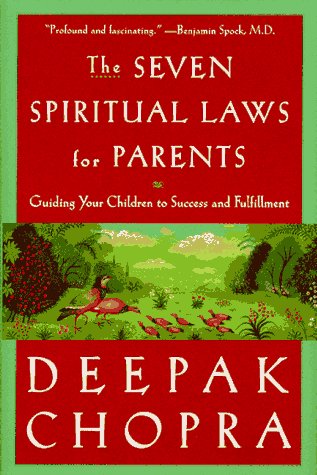 "Profound and fascinating." —Benjamin Spock, M.D.
The SEVEN
SPIRITUAL LAWS
for PARENTS
Guiding Your Children to Success and Fulfillment
DEEPAK
CHOPRA